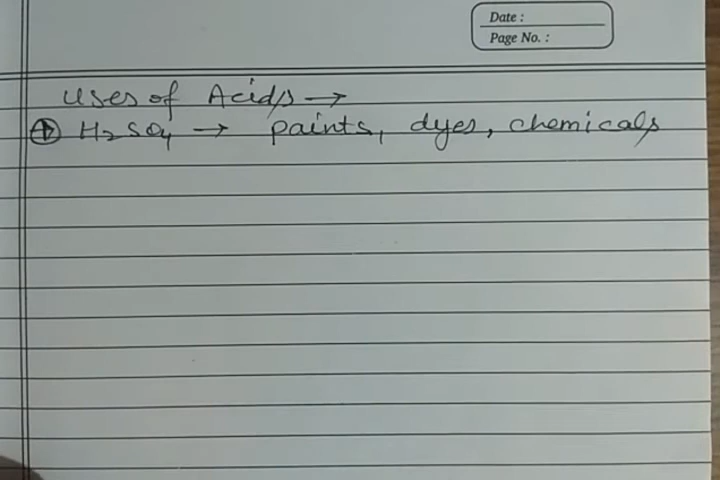 Date :
Page No. :
Uses of Acids →
① H₂SO₄ → paints, dyes, chemicals